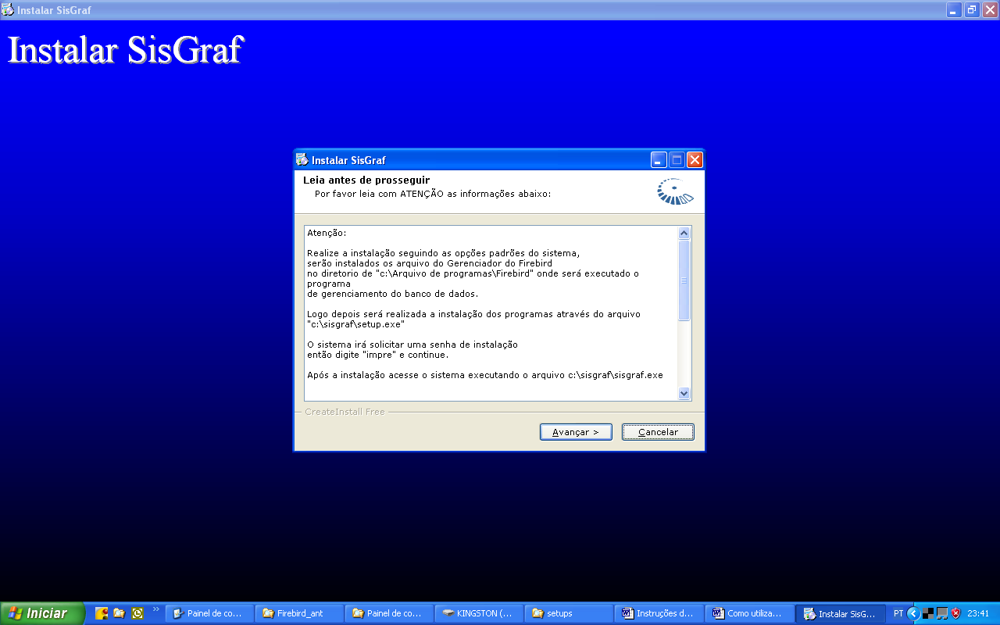 Instalar SisGraf
Instalar SisGraf
Instalar SisGraf
Leia antes de prosseguir
Por favor leia com ATENÇÃO as informações abaixo:
Atenção:
Realize a instalação seguindo as opções padrões do sistema,
serão instalados os arquivo do Gerenciador do Firebird
no diretorio de "c:\Arquivo de programas\Firebird" onde será executado o
programa
de gerenciamento do banco de dados.
Logo depois será realizada a instalação dos programas através do arquivo
"c:\sisgraf\setup.exe"
O sistema irá solicitar uma senha de instalação
então digite "impre" e continue.
Após a instalação acesse o sistema executando o arquivo c:\sisgraf\sisgraf.exe
CreateInstall Free
Avançar >
Cancelar
Iniciar
Painel de co...
Firebird_ant
Painel de co...
KINGSTON (...
setups
Instruções d...
Como utiliza...
Instalar SisG...
PT
23:41